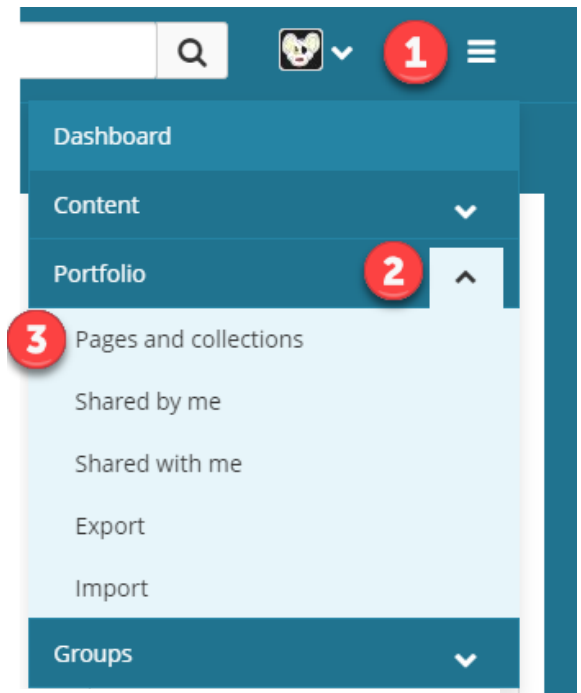 1
Dashboard
Content
Portfolio 2
3 Pages and collections
Shared by me
Shared with me
Export
Import
Groups